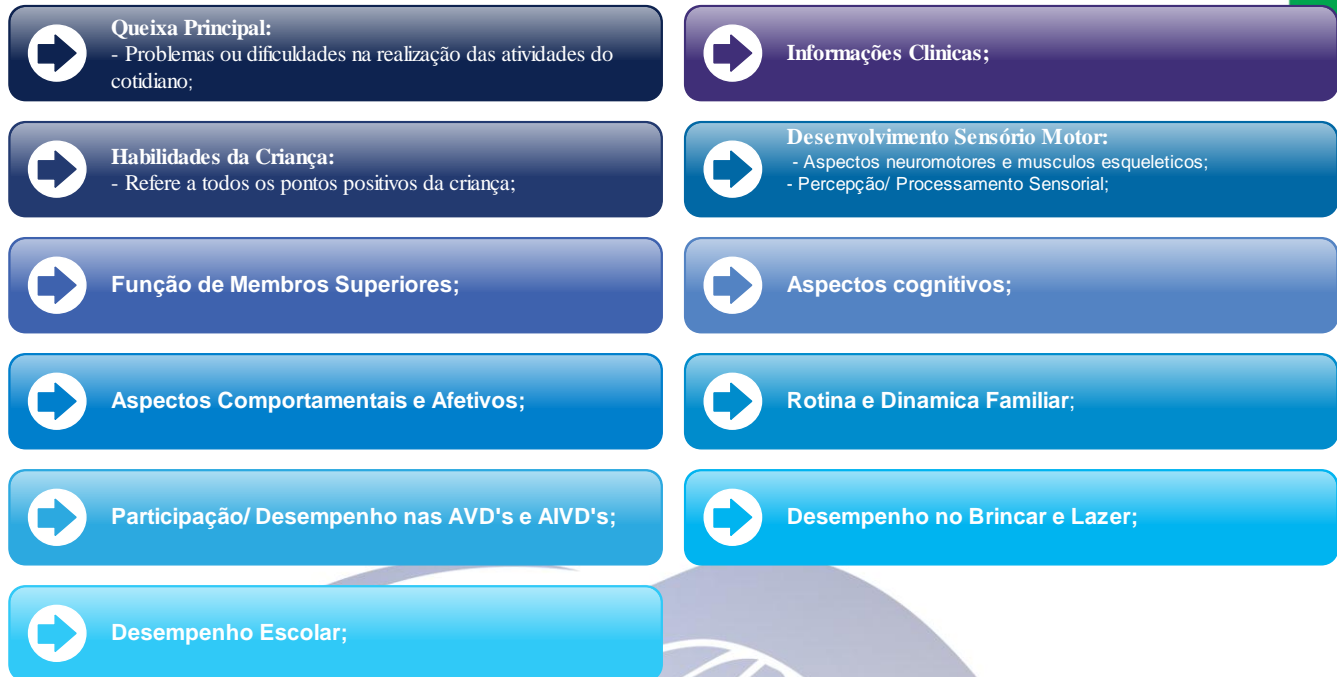 Queixa Principal:
- Problemas ou dificuldades na realização das atividades do
cotidiano;
Informações Clinicas;
Habilidades da Criança:
- Refere a todos os pontos positivos da criança;
Desenvolvimento Sensório Motor:
- Aspectos neuromotores e musculos esqueleticos;
- Percepção/ Processamento Sensorial;
Função de Membros Superiores;
Aspectos cognitivos;
Aspectos Comportamentais e Afetivos;
Rotina e Dinamica Familiar;
Participação/ Desempenho nas AVD's e AIVD's;
Desempenho no Brincar e Lazer;
Desempenho Escolar;